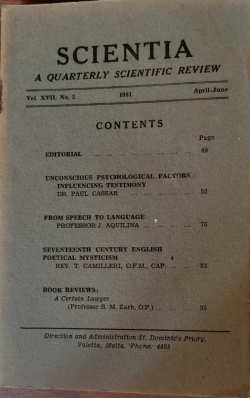 SCIENTIA
A QUARTERLY SCIENTIFIC REVIEW
Vol. XVII, No. 2 1951 April-June
CONTENTS
Page
EDITORIAL ... ... ... ... ... 49
UNCONSCIOUS PSYCHOLOGICAL FACTORS
INFLUENCING TESTIMONY
DR. PAUL CASSAR ... ... ... 52
FROM SPEECH TO LANGUAGE
PROFESSOR J. AQUILINA ... ... ... 76
SEVENTEENTH CENTURY ENGLISH
POETICAL MYSTICISM
REV. T. CAMILLERI, O.F.M., CAP. ... ...
BOOK REVIEWS:
A Certain Lawyer
(Professor S. M. Zarb, O.P.) ... ... 95
Direction and Administration St. Dominic's Priory,
Valetta, Malta. 'Phone: 4493